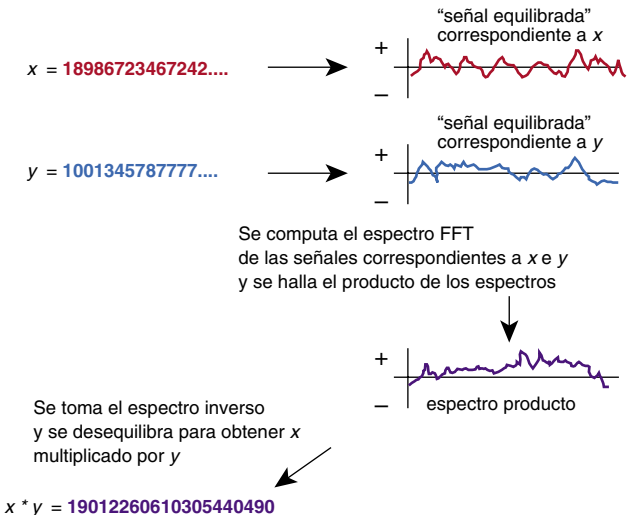 “señal equilibrada”
correspondiente a x
x = 18986723467242....
+
–
“señal equilibrada”
correspondiente a y
y = 1001345787777....
+
–
Se computa el espectro FFT
de las señales correspondientes a x e y
y se halla el producto de los espectros
+
–
espectro producto
Se toma el espectro inverso
y se desequilibra para obtener x
multiplicado por y
x * y = 19012260610305440490